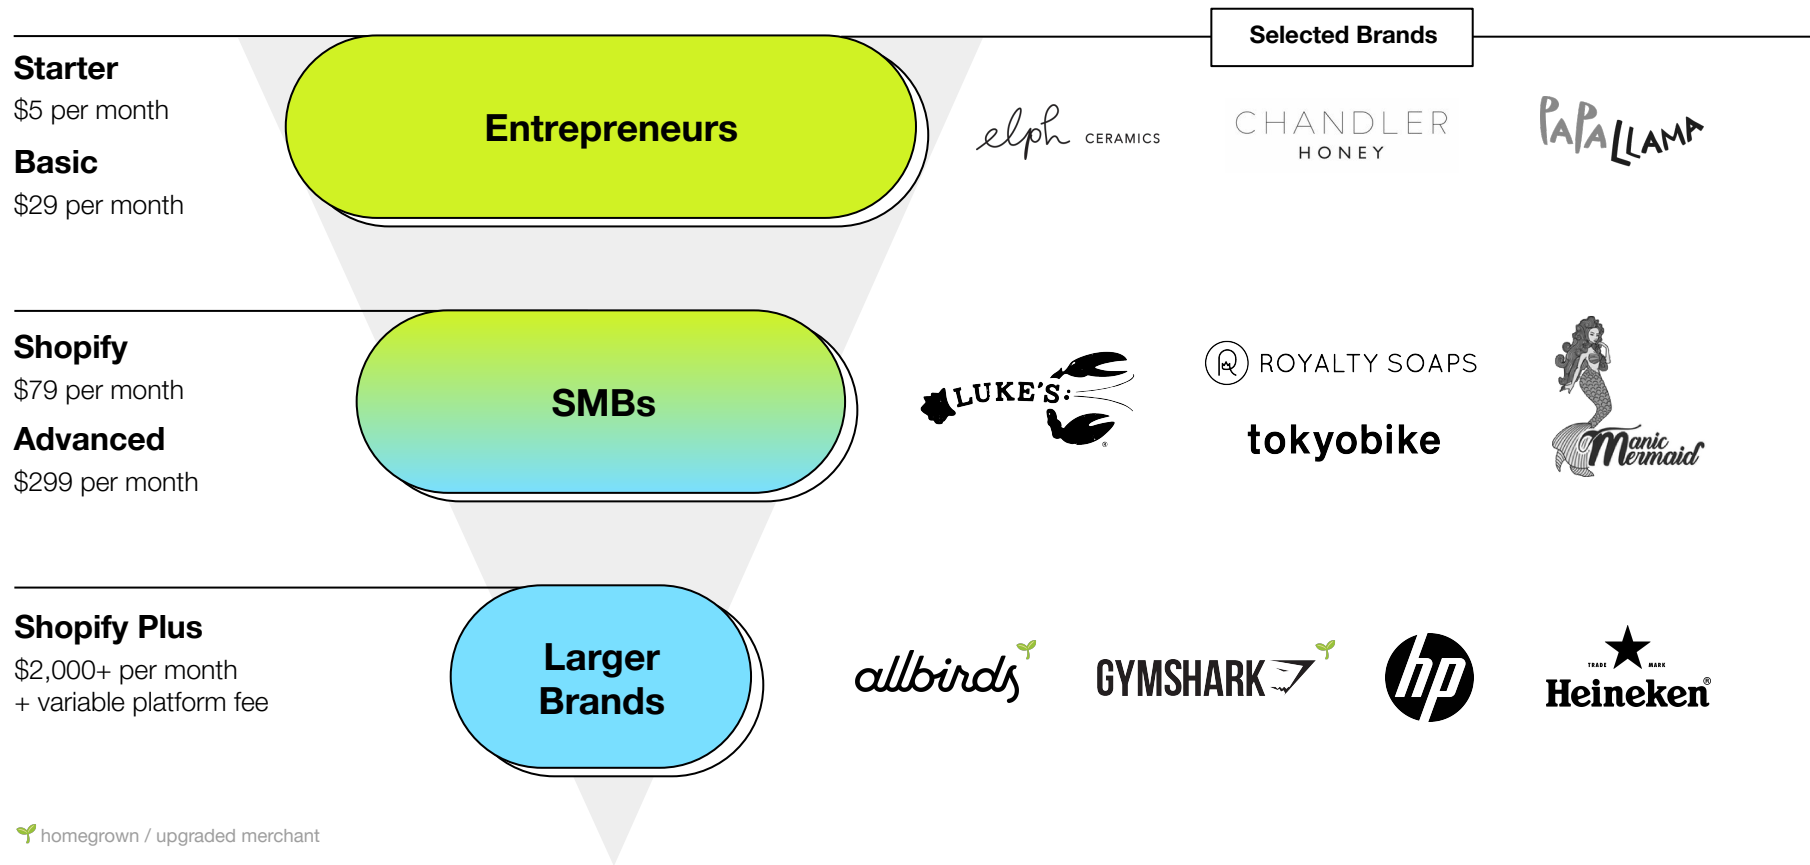 Selected Brands
Starter
$5 per month
Basic
$29 per month
Entrepreneurs
elph CERAMICS
CHANDLER
HONEY
PAPALLAMA
Shopify
$79 per month
Advanced
$299 per month
SMBs
LUKE'S
®
ROYALTY SOAPS
tokyobike
Manic
Mermaid
Shopify Plus
$2,000+ per month
+ variable platform fee
Larger
Brands
allbirds
GYMSHARK
hp
TRADE MARK
Heineken®
homegrown / upgraded merchant